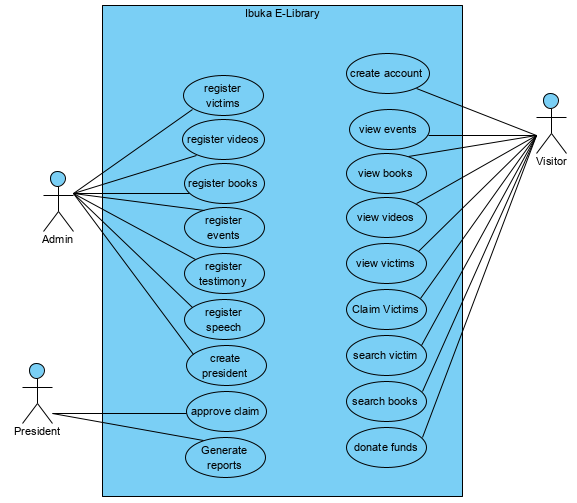 Ibuka E-Library
register
victims
register videos
register books
register
events
register
testimony
register
speech
create
president
approve claim
Generate
reports
create account
view events
view books
view videos
view victims
Claim Victims
search victim
search books
donate funds
Admin
President
Visitor